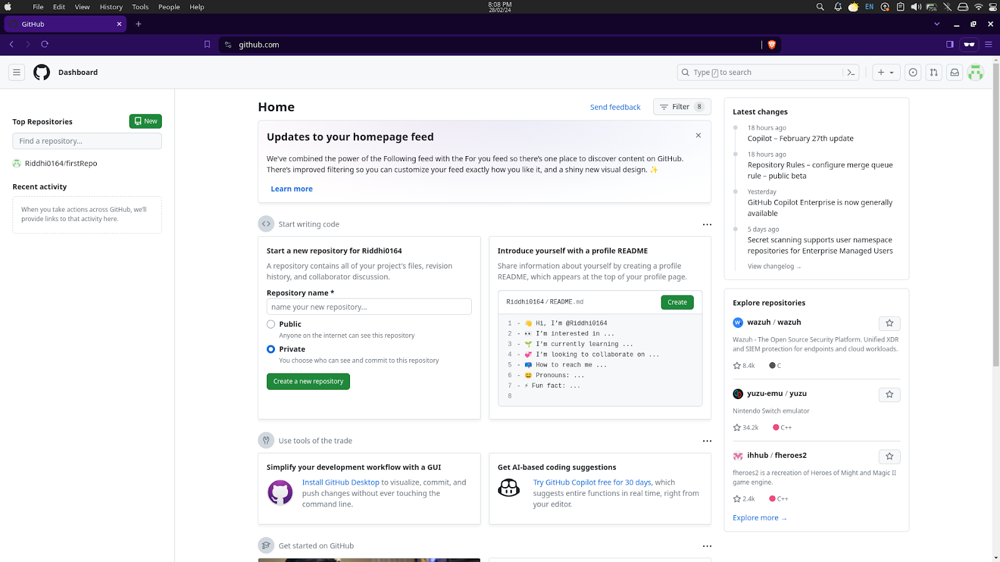 File Edit View History Tools People Help
8:08 PM
28/02/24
EN
75%
GitHub
github.com
Dashboard
Type / to search
Top Repositories
New
Find a repository...
Riddhi0164/firstRepo
Recent activity
When you take actions across GitHub, we'll
provide links to that activity here.
Home
Send feedback
Filter 8
Updates to your homepage feed
We've combined the power of the Following feed with the For you feed so there's one place to discover content on GitHub.
There's improved filtering so you can customize your feed exactly how you like it, and a shiny new visual design. ✨
Learn more
Start writing code
Start a new repository for Riddhi0164
A repository contains all of your project's files, revision
history, and collaborator discussion.
Repository name *
name your new repository...
Public
Anyone on the internet can see this repository
Private
You choose who can see and commit to this repository
Create a new repository
Introduce yourself with a profile README
Share information about yourself by creating a profile
README, which appears at the top of your profile page.
Riddhi0164 / README.md
Create
1 - 👋 Hi, I'm @Riddhi0164
2 - 👀 I'm interested in ...
3 - 🌱 I'm currently learning ...
4 - 💞️ I'm looking to collaborate on ...
5 - 📫 How to reach me ...
6 - 😄 Pronouns: ...
7 - ⚡ Fun fact: ...
8
Use tools of the trade
Simplify your development workflow with a GUI
Install GitHub Desktop to visualize, commit, and
push changes without ever touching the
command line.
Get AI-based coding suggestions
Try GitHub Copilot free for 30 days, which
suggests entire functions in real time, right from
your editor.
Get started on GitHub
Latest changes
18 hours ago
Copilot – February 27th update
18 hours ago
Repository Rules – configure merge queue
rule – public beta
Yesterday
GitHub Copilot Enterprise is now generally
available
5 days ago
Secret scanning supports user namespace
repositories for Enterprise Managed Users
View changelog →
Explore repositories
W
wazuh / wazuh
Wazuh - The Open Source Security Platform. Unified XDR
and SIEM protection for endpoints and cloud workloads.
8.4k C
yuzu-emu / yuzu
Nintendo Switch emulator
34.2k C++
ihhub / fheroes2
fheroes2 is a recreation of Heroes of Might and Magic II
game engine.
2.4k C++
Explore more →